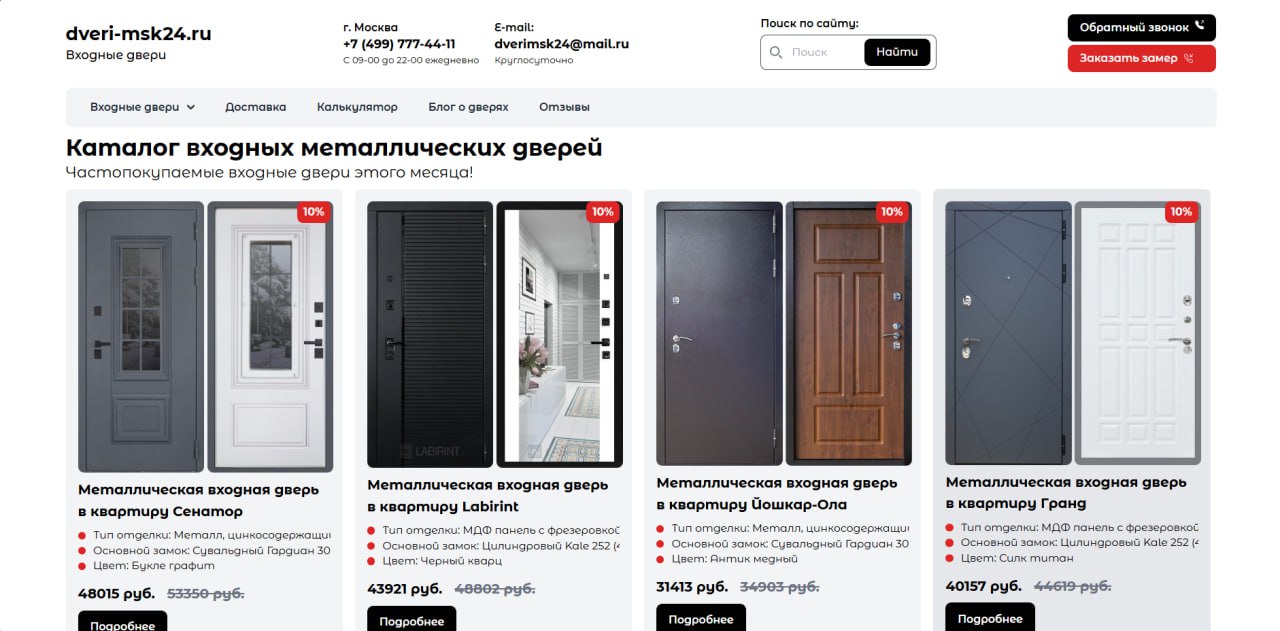 dveri-msk24.ru
Входные двери
г. Москва
+7 (499) 777-44-11
С 09-00 до 22-00 ежедневно
E-mail:
dverimsk24@mail.ru
Круглосуточно
Поиск по сайту:
Поиск
Найти
Обратный звонок
Заказать замер
Входные двери
Доставка
Калькулятор
Блог о дверях
Отзывы
Каталог входных металлических дверей
Частопокупаемые входные двери этого месяца!
10%
LABIRINT
10%
10%
10%
Металлическая входная дверь
в квартиру Сенатор
Тип отделки: Металл, цинкосодержащи
Основной замок: Сувальдный Гардиан 30
Цвет: Букле графит
48015 руб. 53350 руб.
Подробнее
Металлическая входная дверь
в квартиру Labirint
Тип отделки: МДФ панель с фрезеровкой
Основной замок: Цилиндровый Kale 252 (
Цвет: Черный кварц
43921 руб. 48802 руб.
Подробнее
Металлическая входная дверь
в квартиру Йошкар-Ола
Тип отделки: Металл, цинкосодержащи
Основной замок: Сувальдный Гардиан 30
Цвет: Антик медный
31413 руб. 34903 руб.
Подробнее
Металлическая входная дверь
в квартиру Гранд
Тип отделки: МДФ панель с фрезеровкой
Основной замок: Цилиндровый Kale 252 (
Цвет: Силк титан
40157 руб. 44619 руб.
Подробнее